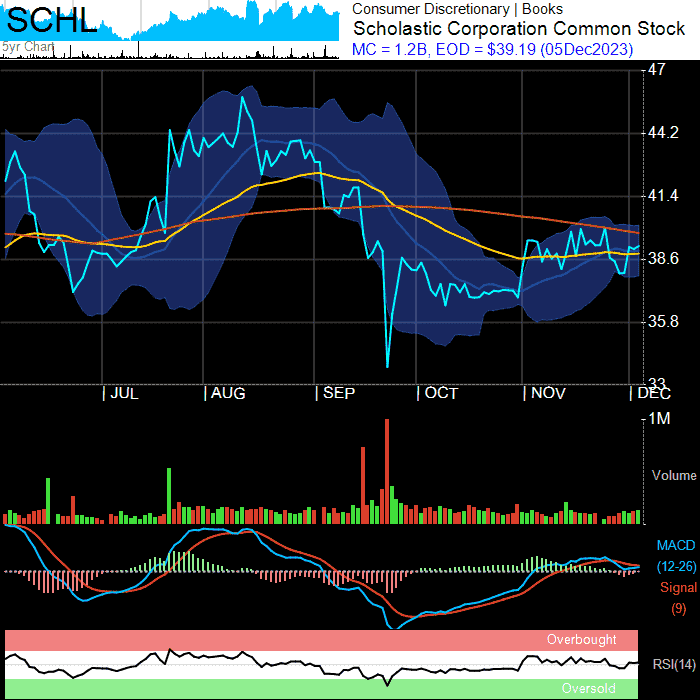 SCHL
5yr Chart
Consumer Discretionary | Books
Scholastic Corporation Common Stock
MC = 1.2B, EOD = $39.19 (05Dec2023)
47
44.2
41.4
38.6
35.8
33
| JUL | AUG | SEP | OCT | NOV | DEC
1M
Volume
MACD
(12-26)
Signal
(9)
Overbought
RSI(14)
Oversold